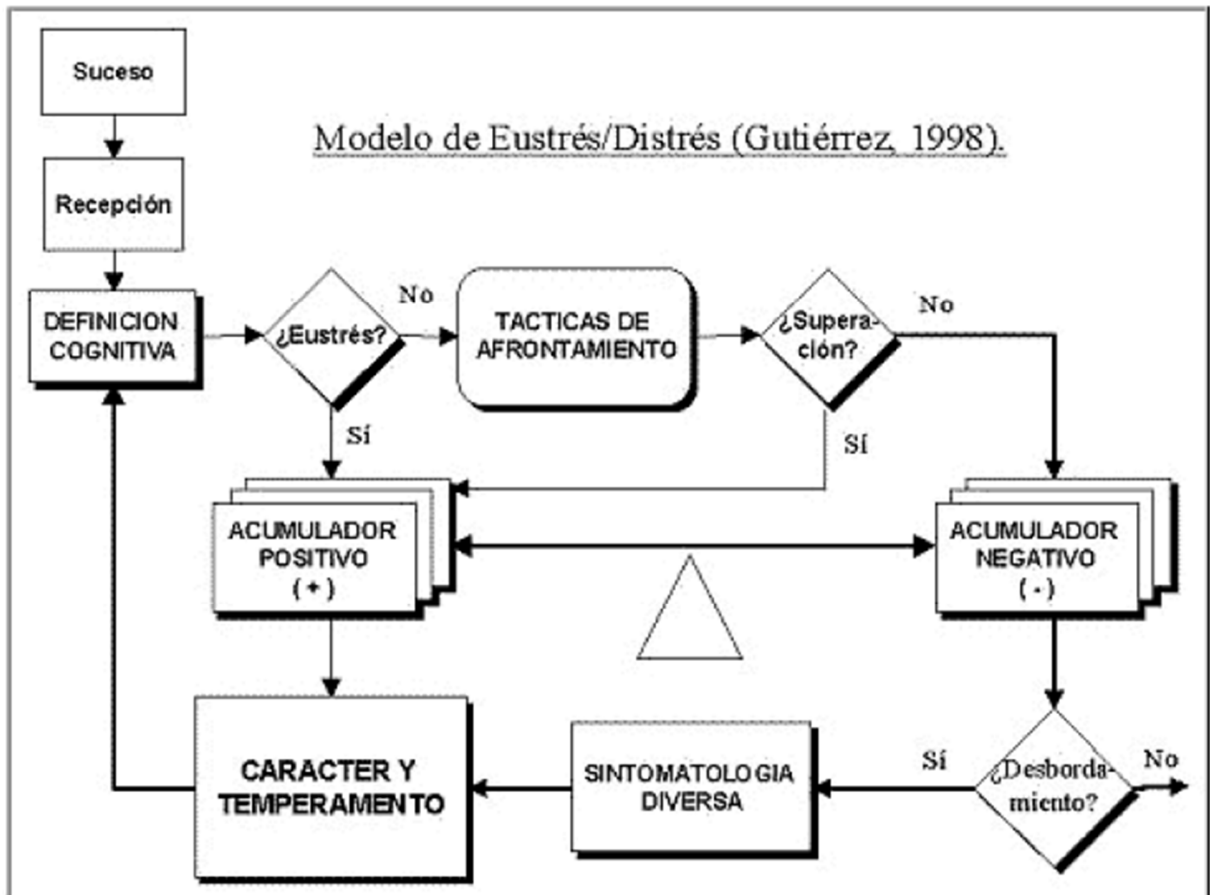 Suceso
Modelo de Eustrés/Distrés (Gutiérrez, 1998).
Recepción
DEFINICION
COGNITIVA
¿Eustrés?
No
TACTICAS DE
AFRONTAMIENTO
¿Supera-
ción?
No
Sí
Sí
ACUMULADOR
POSITIVO
( + )
ACUMULADOR
NEGATIVO
( - )
CARACTER Y
TEMPERAMENTO
SINTOMATOLOGIA
DIVERSA
Sí
¿Desborda-
miento?
No